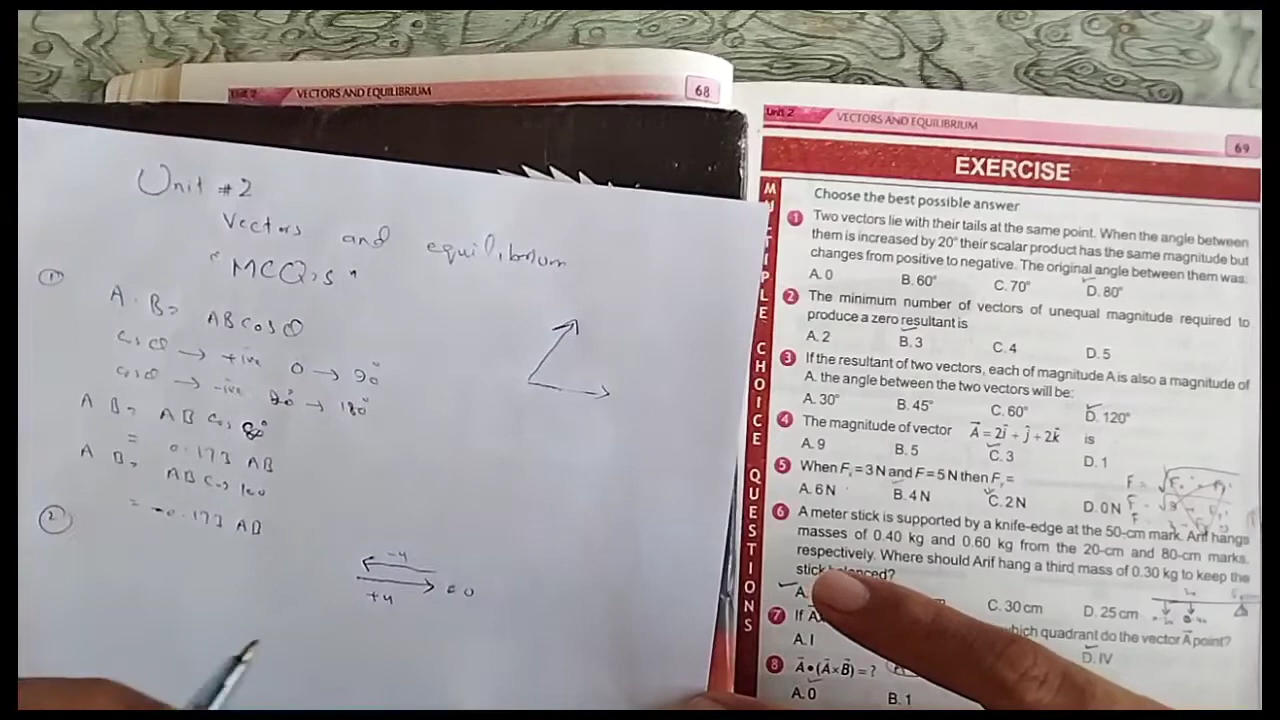 Unit 2 VECTORS AND EQUILIBRIUM 68
Unit #2
Vectors and equilibrium
"MCQ,s"
①
A . B = AB Cos θ
Cos θ → +ive 0 → 90°
cos θ → -ive 90° → 180°
A B = AB Cos 80°
= 0.173 AB
A B = AB Cos 100
= -0.173 AB
②
-4
+4 = 0
Unit 2 VECTORS AND EQUILIBRIUM 69
EXERCISE
MULTIPLE CHOICE QUESTIONS
Choose the best possible answer
1 Two vectors lie with their tails at the same point. When the angle between
them is increased by 20° their scalar product has the same magnitude but
changes from positive to negative. The original angle between them was:
A. 0 B. 60° C. 70° D. 80°
2 The minimum number of vectors of unequal magnitude required to
produce a zero resultant is
A. 2 B. 3 C. 4 D. 5
3 If the resultant of two vectors, each of magnitude A is also a magnitude of
A. the angle between the two vectors will be:
A. 30° B. 45° C. 60° D. 120°
4 The magnitude of vector A⃗ = 2î + ĵ + 2k̂ is
A. 9 B. 5 C. 3 D. 1
5 When Fₓ = 3 N and F = 5 N then Fᵧ =
A. 6 N B. 4 N C. 2 N D. 0 N
6 A meter stick is supported by a knife-edge at the 50-cm mark. Arif hangs
masses of 0.40 kg and 0.60 kg from the 20-cm and 80-cm marks,
respectively. Where should Arif hang a third mass of 0.30 kg to keep the
stick balanced?
A. C. 30 cm D. 25 cm
7 If which quadrant do the vector A⃗ point?
A. I D. IV
8 A⃗ • (A⃗ × B⃗) = ?
A. 0 B. 1